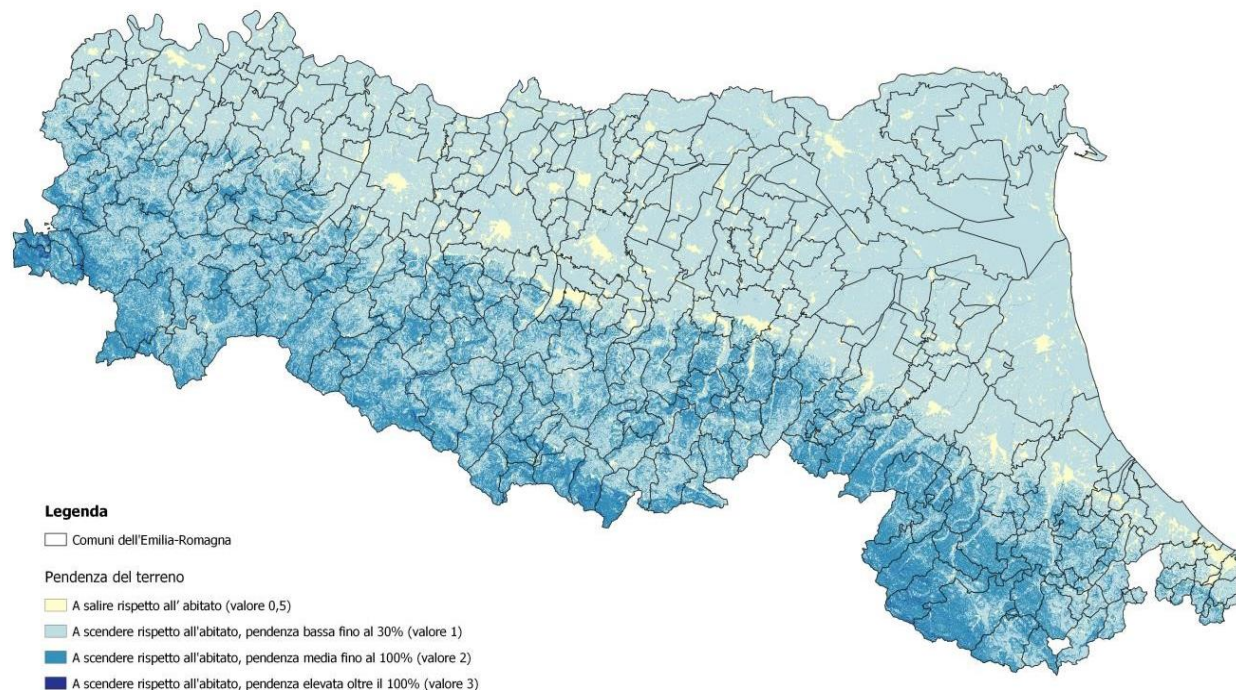 Legenda
Comuni dell'Emilia-Romagna
Pendenza del terreno
A salire rispetto all' abitato (valore 0,5)
A scendere rispetto all'abitato, pendenza bassa fino al 30% (valore 1)
A scendere rispetto all'abitato, pendenza media fino al 100% (valore 2)
A scendere rispetto all'abitato, pendenza elevata oltre il 100% (valore 3)